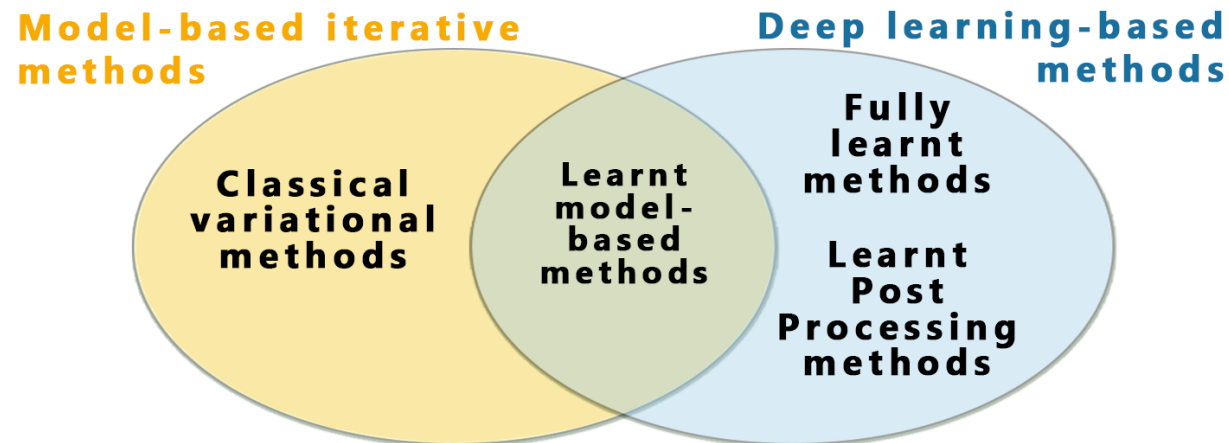 Model-based iterative
methods
Deep learning-based
methods
Classical
variational
methods
Learnt
model-
based
methods
Fully
learnt
methods
Learnt
Post
Processing
methods